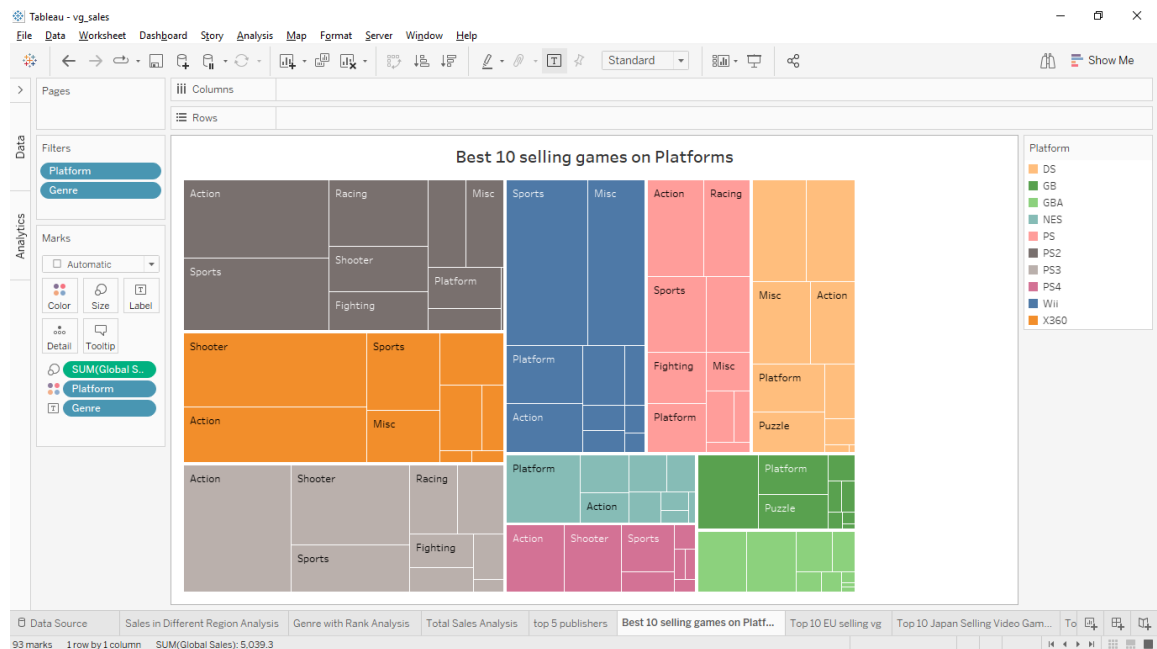 Tableau - vg_sales
File Data Worksheet Dashboard Story Analysis Map Format Server Window Help
Standard
Show Me
Pages
Columns
Rows
Data
Analytics
Filters
Platform
Genre
Marks
Automatic
Color Size Label
Detail Tooltip
SUM(Global S..
Platform
Genre
Best 10 selling games on Platforms
Action Racing Misc
Shooter
Sports Platform
Fighting
Shooter Sports
Action Misc
Action Shooter Racing
Sports Fighting
Sports Misc
Platform
Action
Action Racing
Sports
Fighting Misc
Platform
Misc Action
Platform
Puzzle
Platform
Action
Action Shooter Sports
Platform
Puzzle
Platform
DS
GB
GBA
NES
PS
PS2
PS3
PS4
Wii
X360
Data Source Sales in Different Region Analysis Genre with Rank Analysis Total Sales Analysis top 5 publishers Best 10 selling games on Platf... Top 10 EU selling vg Top 10 Japan Selling Video Gam... To
93 marks 1 row by 1 column SUM(Global Sales): 5,039.3